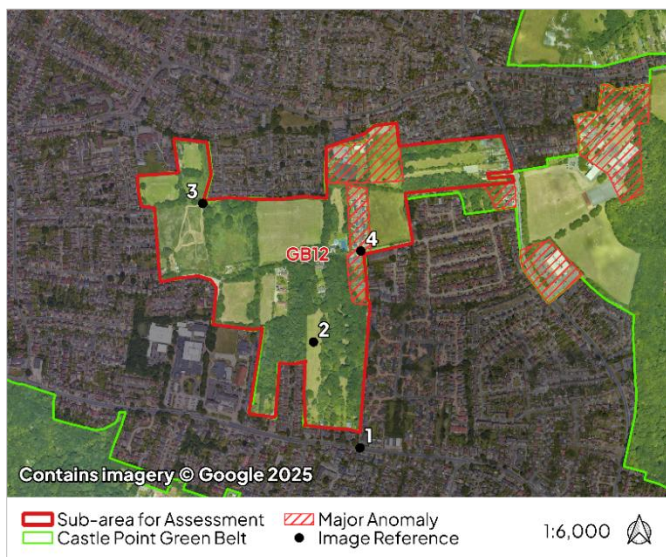 3
GB12
4
2
1
Contains imagery © Google 2025
Sub-area for Assessment
Major Anomaly
1:6,000
Castle Point Green Belt
Image Reference